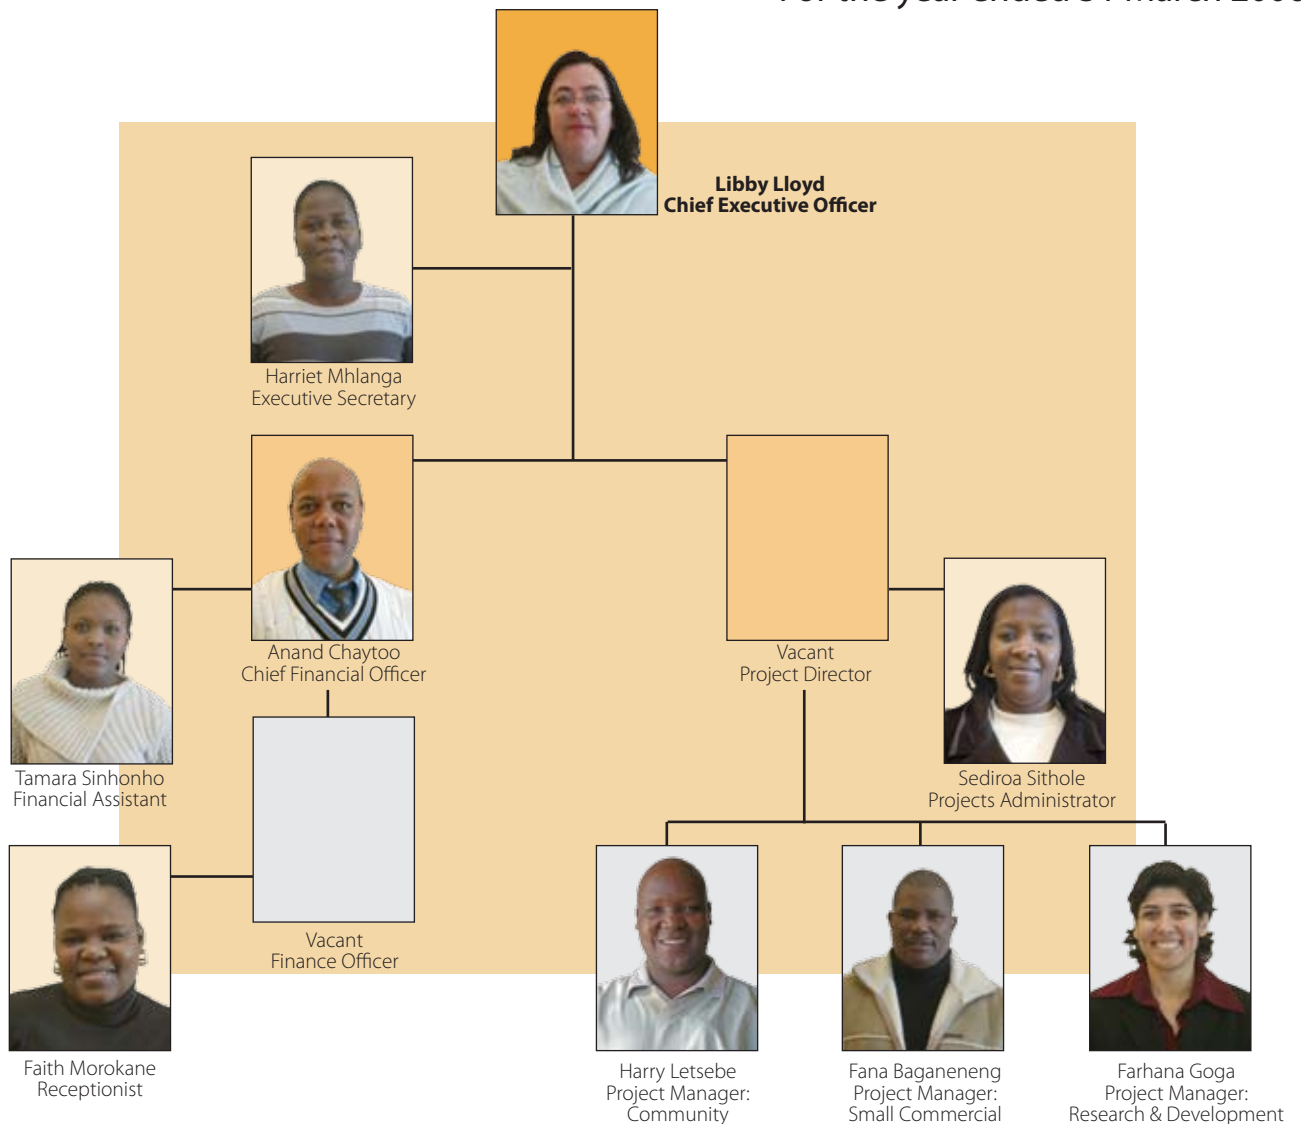 Libby Lloyd
Chief Executive Officer
Harriet Mhlanga
Executive Secretary
Anand Chaytoo
Chief Financial Officer
Vacant
Project Director
Tamara Sinhonho
Financial Assistant
Sediroa Sithole
Projects Administrator
Vacant
Finance Officer
Faith Morokane
Receptionist
Harry Letsebe
Project Manager:
Community
Fana Baganeneng
Project Manager:
Small Commercial
Farhana Goga
Project Manager:
Research & Development